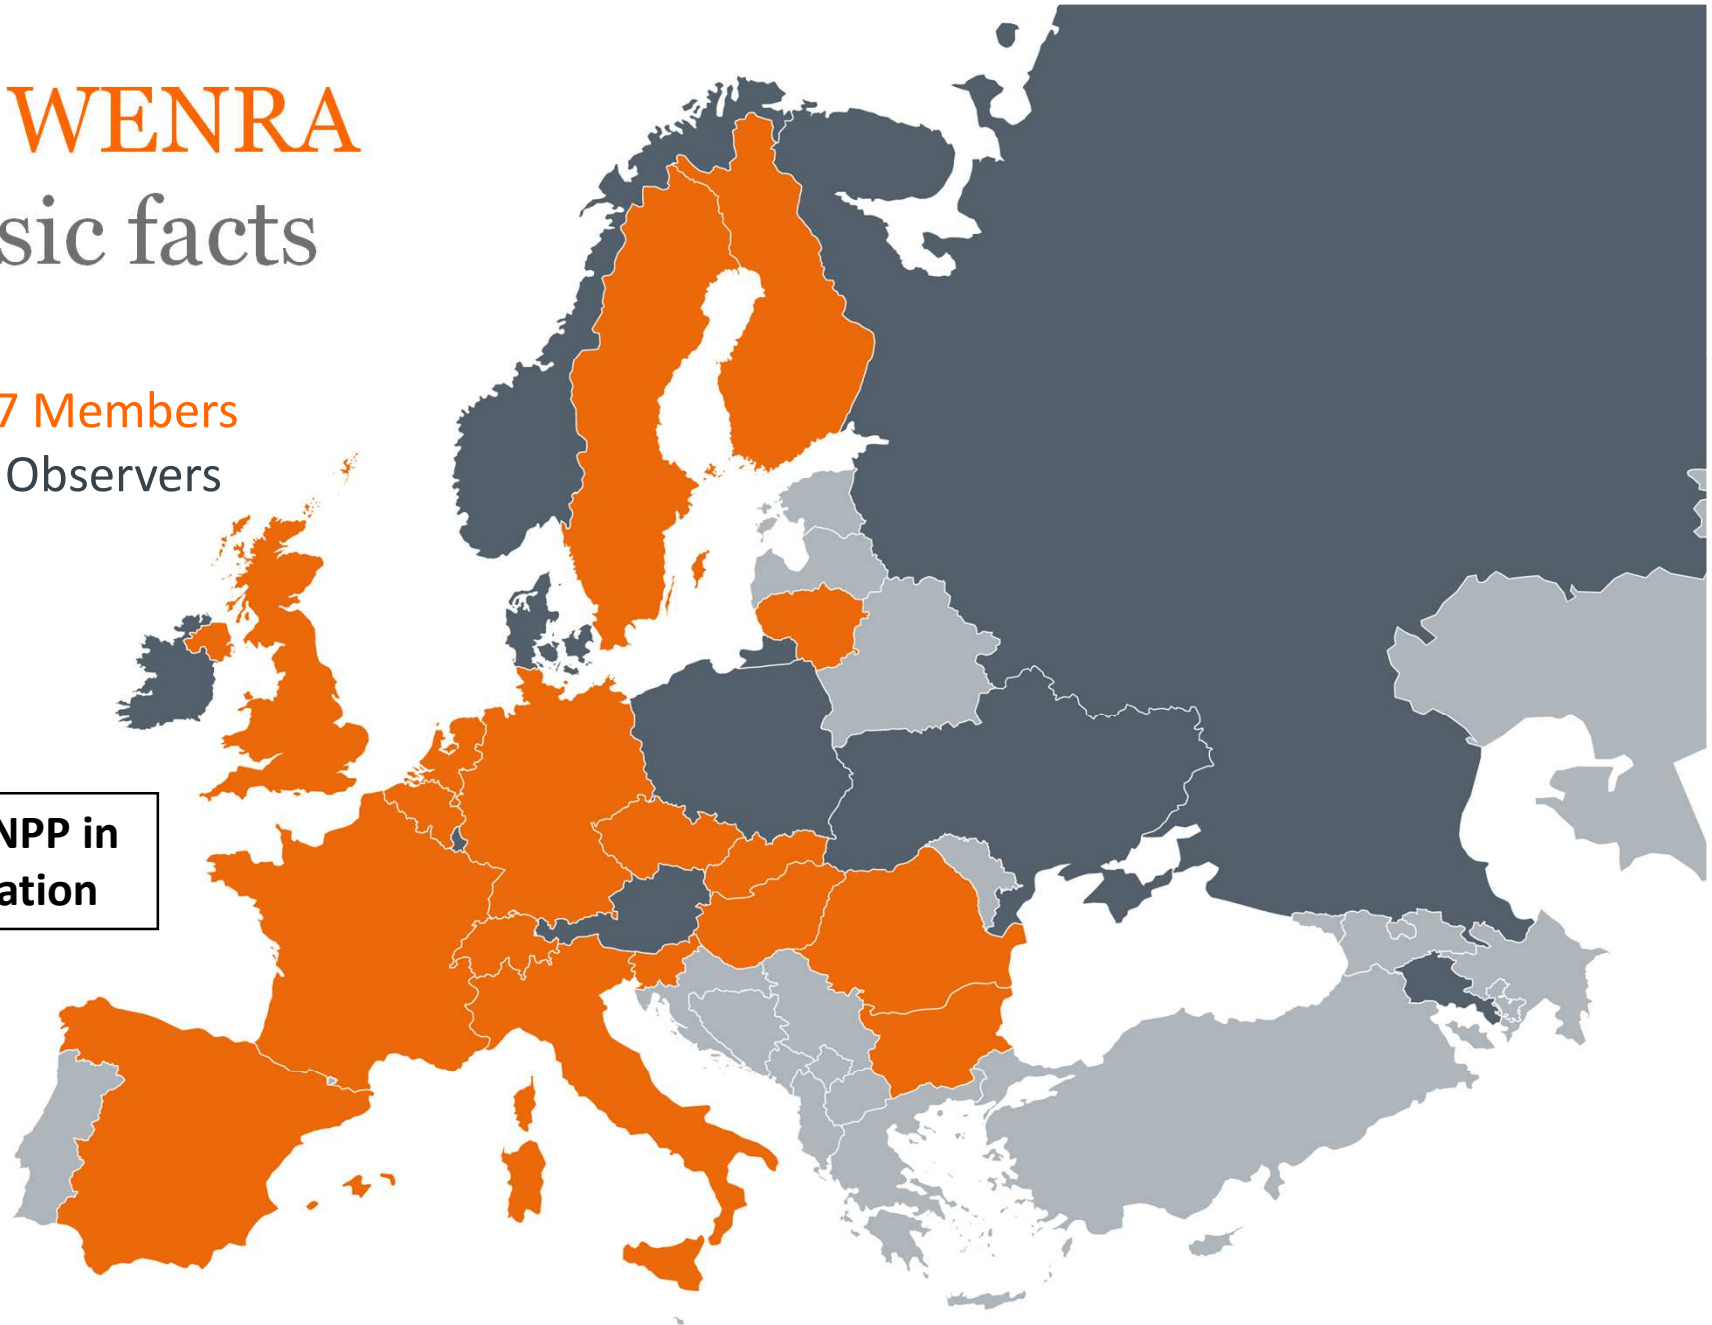 WENRA
sic facts
7 Members
Observers
NPP in
ation